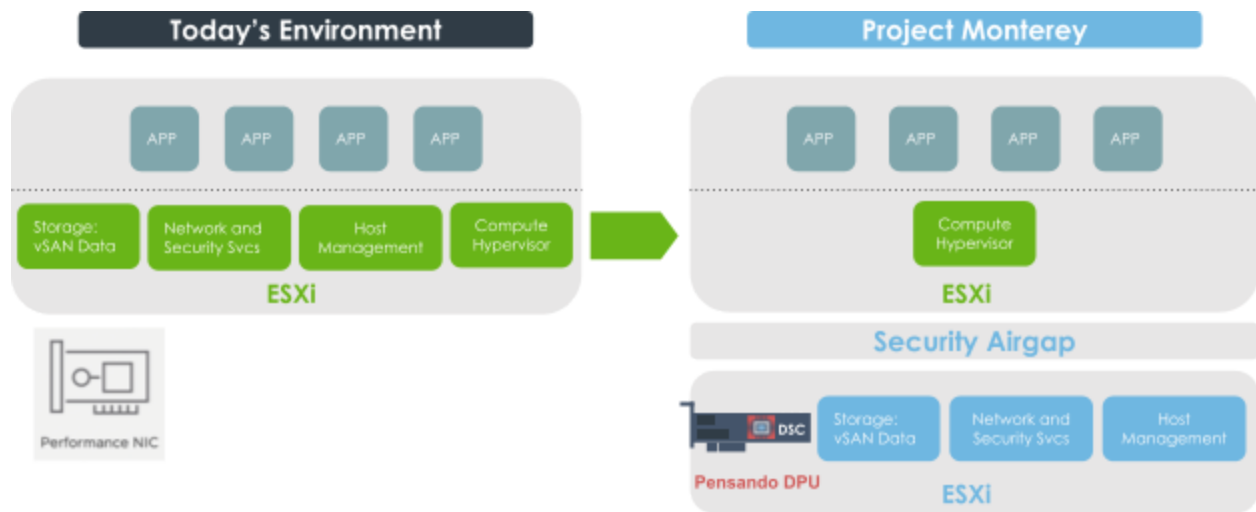 Today's Environment
Project Monterey
APP
APP
APP
APP
Storage:
vSAN Data
Network and
Security Svcs
Host
Management
Compute
Hypervisor
ESXi
Performance NIC
APP
APP
APP
APP
Compute
Hypervisor
ESXi
Security Airgap
DSC
Pensando DPU
Storage:
vSAN Data
Network and
Security Svcs
Host
Management
ESXi